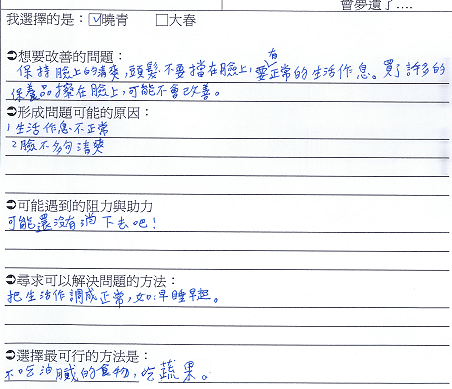 會夢遺了....
我選擇的是：☑曉青 □大春
➲想要改善的問題：
保持臉上的清爽，頭髮不要擋在臉上，要有正常的生活作息。買了許多的
保養品擦在臉上，可能不會改善。
➲形成問題可能的原因：
1 生活作息不正常
2 臉不夠清爽
➲可能遇到的阻力與助力
可能還沒有消下去吧！
➲尋求可以解決問題的方法：
把生活作調成正常，如：早睡早起。
➲選擇最可行的方法是：
不吃油膩的食物，吃蔬果。